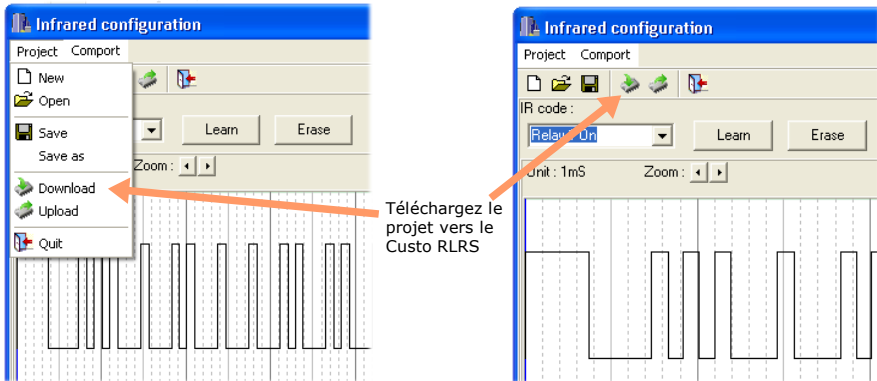 Infrared configuration
Project Comport
New
Open
Save
Save as
Download
Upload
Quit
Learn Erase
Zoom :
Téléchargez le
projet vers le
Custo RLRS
Infrared configuration
Project Comport
IR code :
Relay On
Learn Erase
Unit : 1mS Zoom :